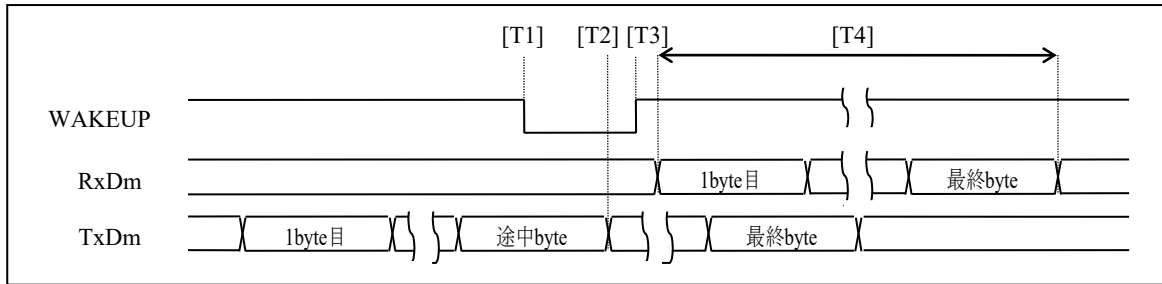 [T1] [T2] [T3] [T4]
WAKEUP
RxDm 1byte目 最終byte
TxDm 1byte目 途中byte 最終byte